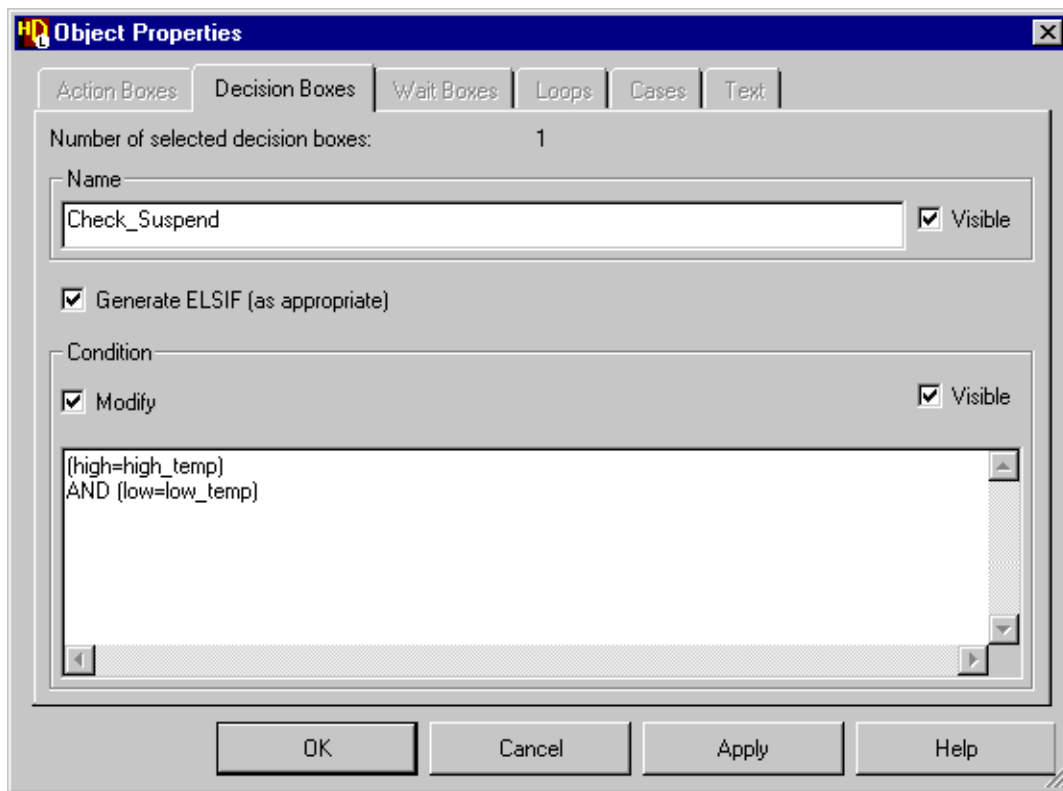 HDL Object Properties
Action Boxes Decision Boxes Wait Boxes Loops Cases Text
Number of selected decision boxes: 1
Name
Check_Suspend Visible
Generate ELSIF (as appropriate)
Condition
Modify Visible
(high=high_temp)
AND (low=low_temp)
OK Cancel Apply Help